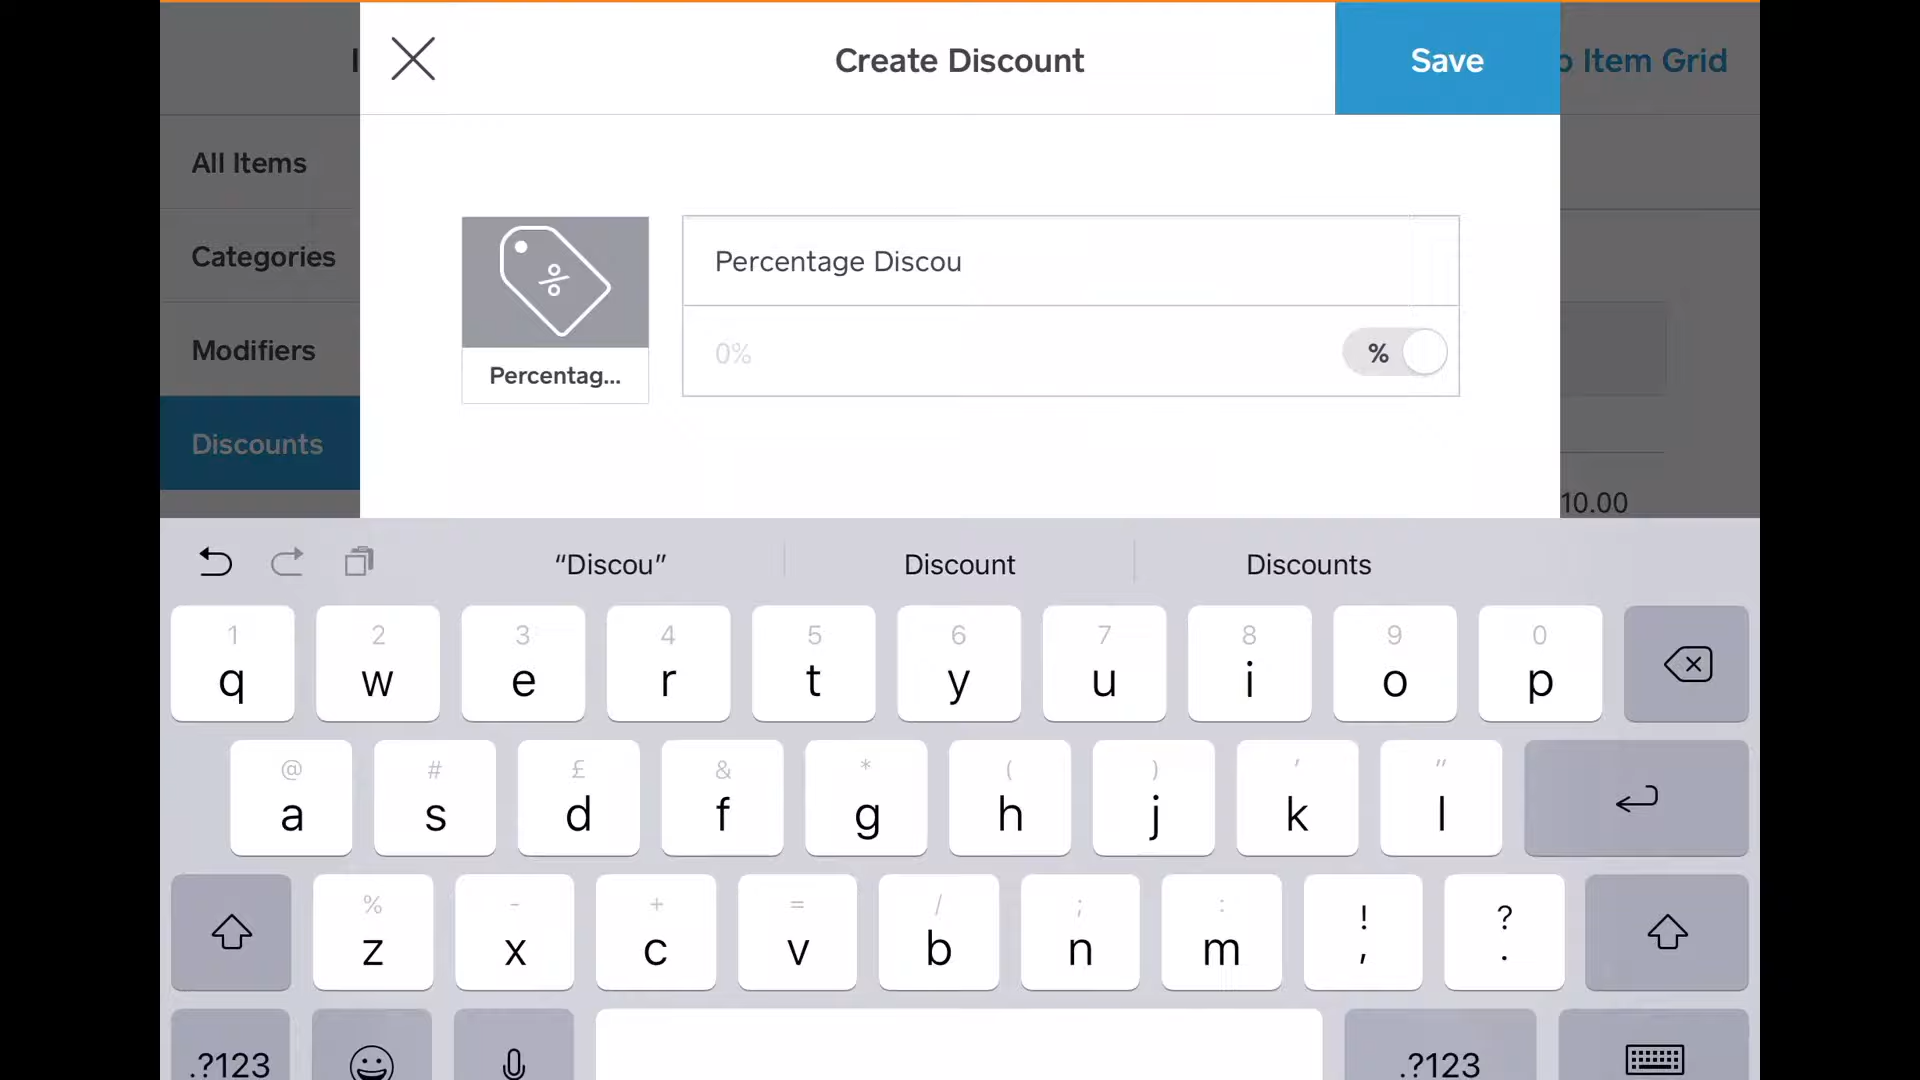 Create Discount
Save
Item Grid
All Items
Categories
Modifiers
Discounts
%
Percentag...
Percentage Discou
0%
%
10.00
“Discou”
Discount
Discounts
1 2 3 4 5 6 7 8 9 0
q w e r t y u i o p
@ # £ & * ( ) ' "
a s d f g h j k l
% - + = / ; : ! ?
z x c v b n m , .
.?123
.?123